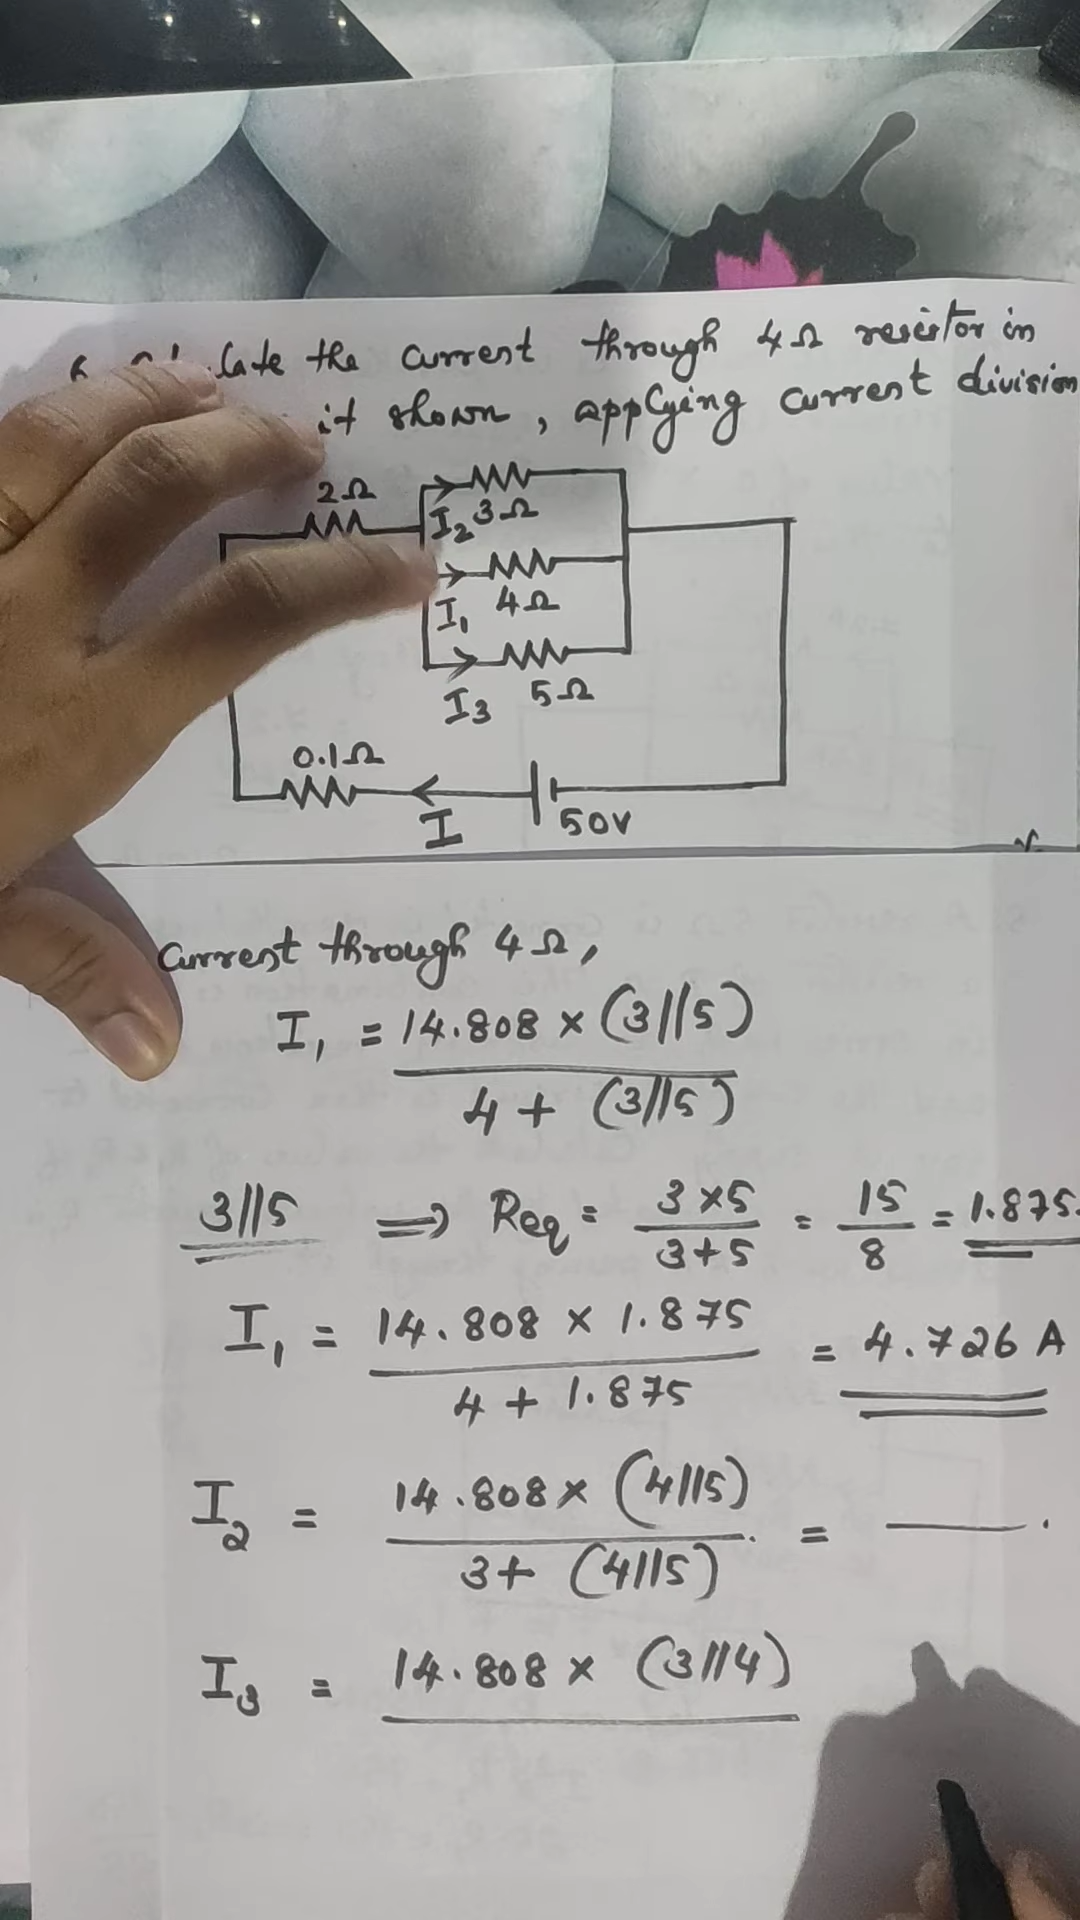 the current through 4Ω resistor in
shown, applying current division
2Ω
I₂ 3Ω
I₁ 4Ω
I₃ 5Ω
0.1Ω
I 50V
Current through 4Ω,
I₁ = 14.808 × (3//5)
4 + (3//5)
3//5 ⟹ Req = 3×5 = 15 = 1.875
3+5 8
I₁ = 14.808 × 1.875 = 4.726 A
4 + 1.875
I₂ = 14.808 × (4//5) = .
3+ (4//5)
I₃ = 14.808 × (3//4)